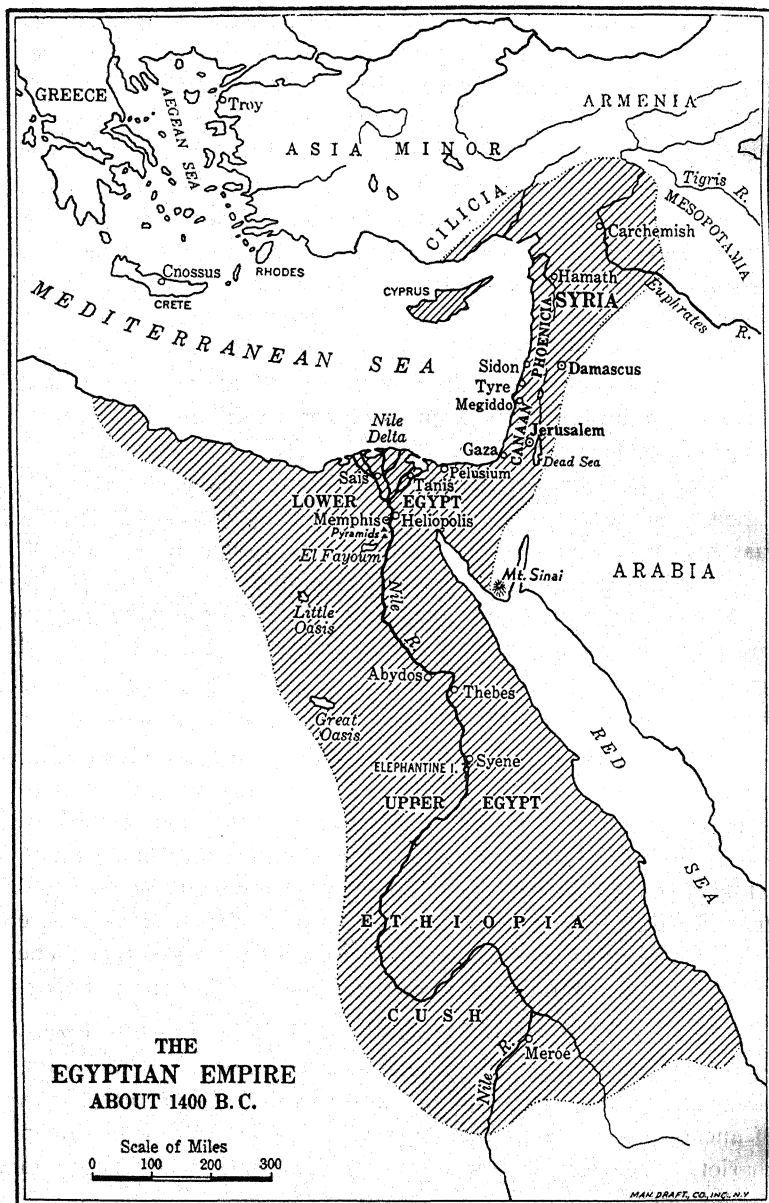 GREECE
AEGEAN SEA
Troy
ARMENIA
ASIA MINOR
Tigris R.
MESOPOTAMIA
CILICIA
Carchemish
Cnossus
CRETE
RHODES
CYPRUS
Hamath
SYRIA
Euphrates R.
MEDITERRANEAN SEA
PHOENICIA
Sidon
Damascus
Tyre
Megiddo
CANAAN
Jerusalem
Nile
Delta
Gaza
Dead Sea
Sais
Tanis
Pelusium
LOWER EGYPT
Memphis
Heliopolis
Pyramids
El Fayoum
Mt. Sinai
ARABIA
Nile R.
Little
Oasis
Abydos
Thebes
Great
Oasis
RED SEA
ELEPHANTINE I.
Syene
UPPER EGYPT
ETHIOPIA
CUSH
Meroe
Nile R.
THE
EGYPTIAN EMPIRE
ABOUT 1400 B. C.
Scale of Miles
0 100 200 300
MAN. DRAFT, CO., INC., N.Y